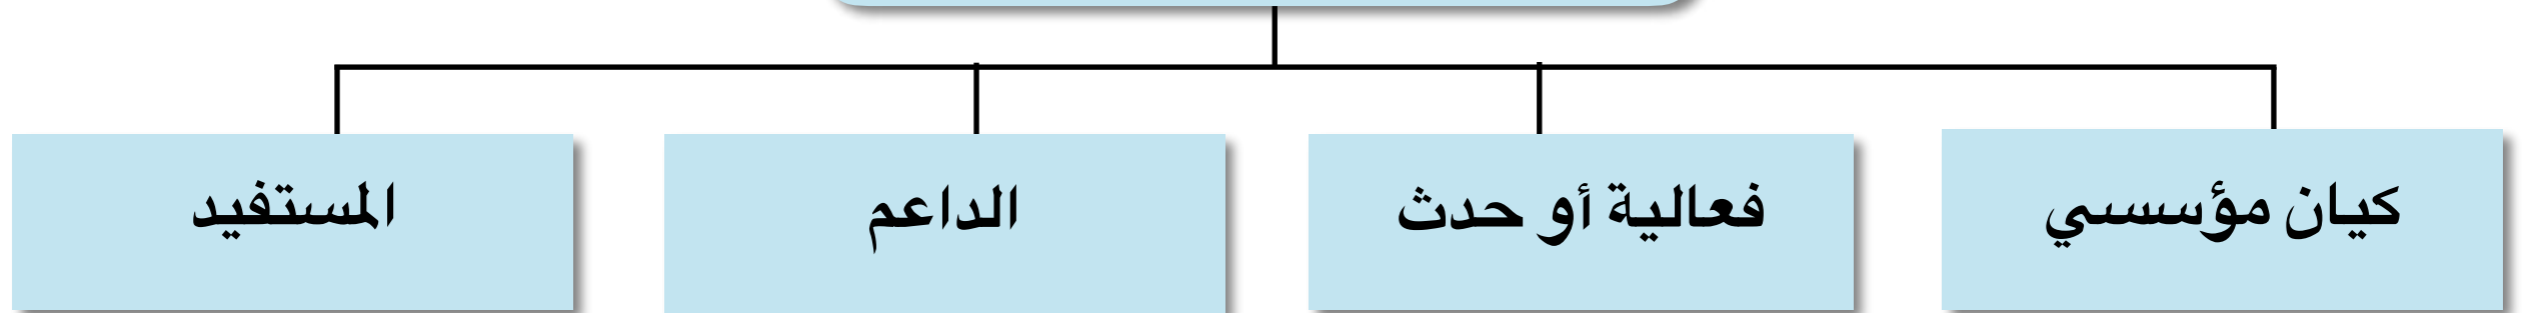 كيان مؤسسي
فعالية أو حدث
الداعم
المستفيد